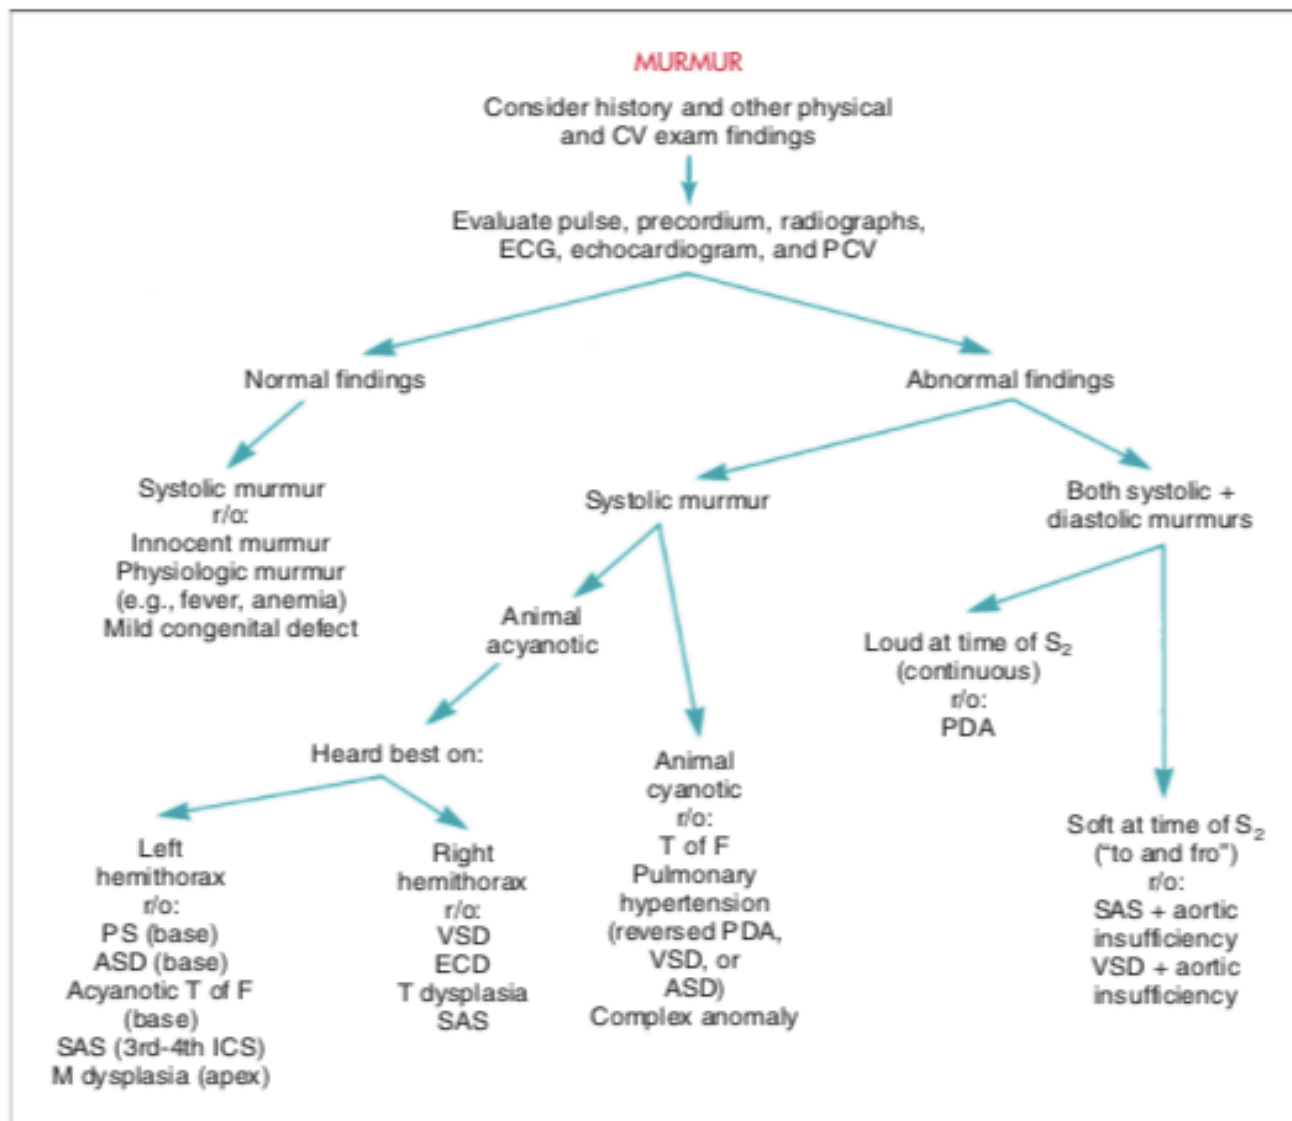 MURMUR
Consider history and other physical
and CV exam findings
Evaluate pulse, precordium, radiographs,
ECG, echocardiogram, and PCV
Normal findings
Abnormal findings
Systolic murmur
r/o:
Innocent murmur
Physiologic murmur
(e.g., fever, anemia)
Mild congenital defect
Systolic murmur
Both systolic +
diastolic murmurs
Animal
acyanotic
Heard best on:
Left
hemithorax
r/o:
PS (base)
ASD (base)
Acyanotic T of F
(base)
SAS (3rd-4th ICS)
M dysplasia (apex)
Right
hemithorax
r/o:
VSD
ECD
T dysplasia
SAS
Animal
cyanotic
r/o:
T of F
Pulmonary
hypertension
(reversed PDA,
VSD, or
ASD)
Complex anomaly
Loud at time of S₂
(continuous)
r/o:
PDA
Soft at time of S₂
(“to and fro”)
r/o:
SAS + aortic
insufficiency
VSD + aortic
insufficiency